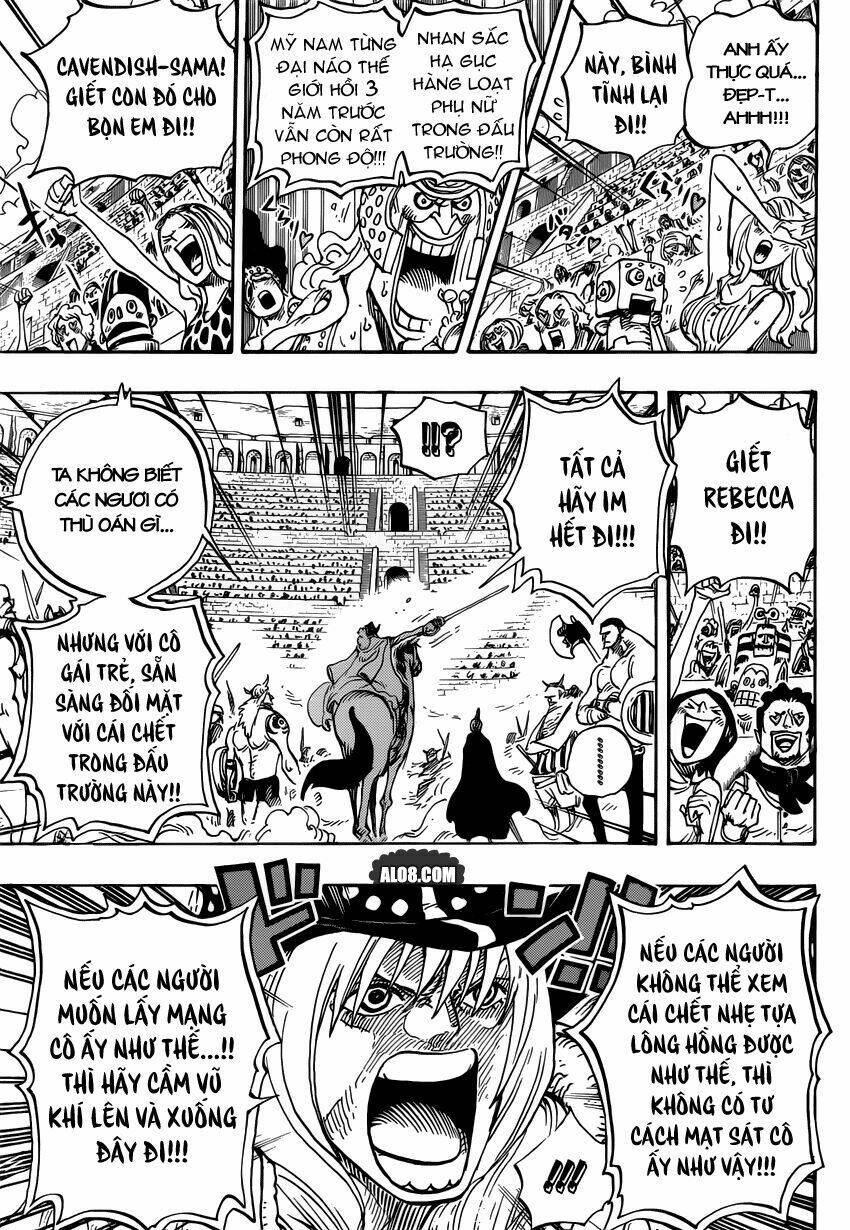 ANH ẤY
THỰC QUÁ...
ĐẸP-T...
AHHH!!!
NÀY, BÌNH
TĨNH LẠI
ĐI!!
NHAN SẮC
HẠ GỤC
HÀNG LOẠT
PHỤ NỮ
TRONG ĐẤU
TRƯỜNG!!
MỸ NAM TỪNG
ĐẠI NÁO THẾ
GIỚI HỒI 3
NĂM TRƯỚC
VẪN CÒN RẤT
PHONG ĐỘ!!!
CAVENDISH-SAMA!
GIẾT CON ĐÓ CHO
BỌN EM ĐI!!
GIẾT
REBECCA
ĐI!!
TẤT CẢ
HÃY IM
HẾT ĐI!!!
!!?
TA KHÔNG BIẾT
CÁC NGƯƠI CÓ
THÙ OÁN GÌ...
NHƯNG VỚI CÔ
GÁI TRẺ, SẴN
SÀNG ĐỐI MẶT
VỚI CÁI CHẾT
TRONG ĐẤU
TRƯỜNG NÀY!!
ALO8.COM
NẾU CÁC NGƯỜI
KHÔNG THỂ XEM
CÁI CHẾT NHẸ TỰA
LÔNG HỒNG ĐƯỢC
NHƯ THẾ, THÌ
KHÔNG CÓ TƯ
CÁCH MẠT SÁT CÔ
ẤY NHƯ VẬY!!!
ドドン!!
NẾU CÁC NGƯỜI
MUỐN LẤY MẠNG
CÔ ẤY NHƯ THẾ...!!
THÌ HÃY CẦM VŨ
KHÍ LÊN VÀ XUỐNG
ĐÂY ĐI!!!
!!!